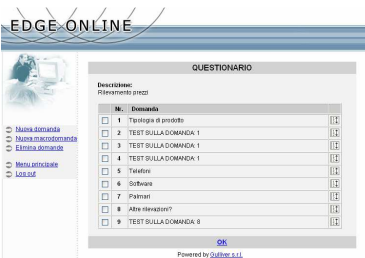 EDGE ONLINE
QUESTIONARIO
Descrizione:
Rilevamento prezzi
Nr. Domanda
1 Tipologia di prodotto
2 TEST SULLA DOMANDA: 1
3 TEST SULLA DOMANDA: 1
4 TEST SULLA DOMANDA: 1
5 Telefoni
6 Software
7 Palmari
8 Altre rilevazioni?
9 TEST SULLA DOMANDA: 8
Nuova domanda
Nuova macrodomanda
Elimina domande
Menu principale
Log out
OK
Powered by Gulliver s.r.l.